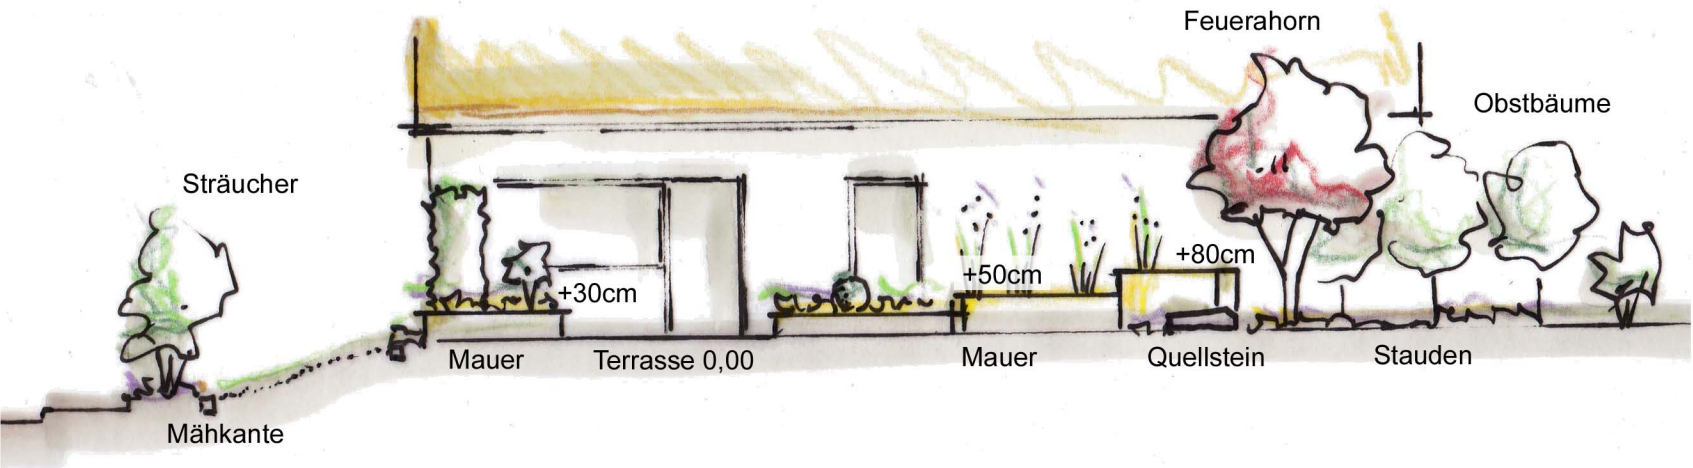 Feuerahorn
Obstbäume
Sträucher
+80cm
+50cm
+30cm
Mauer
Terrasse 0,00
Mauer
Quellstein
Stauden
Mähkante